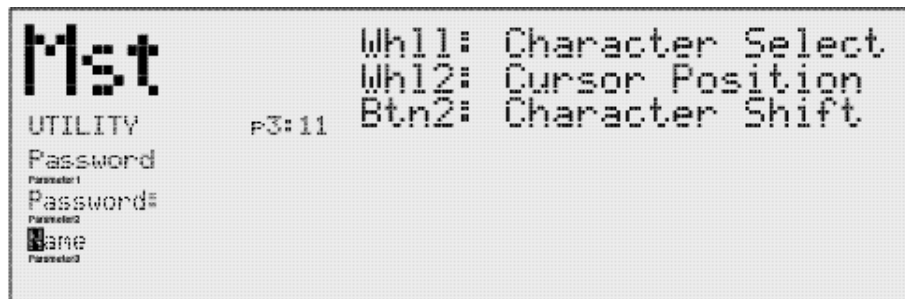 Mst
Whl1: Character Select
Whl2: Cursor Position
Btn2: Character Shift
UTILITY p3:11
Password
Parameter1
Password:
Parameter2
Name
Parameter3